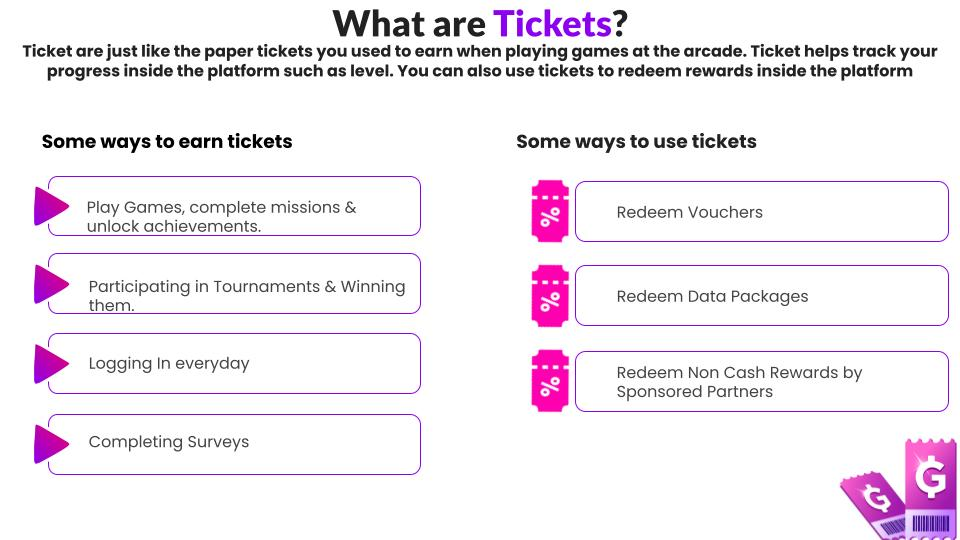 What are Tickets?
Ticket are just like the paper tickets you used to earn when playing games at the arcade. Ticket helps track your
progress inside the platform such as level. You can also use tickets to redeem rewards inside the platform
Some ways to earn tickets
Play Games, complete missions &
unlock achievements.
Participating in Tournaments & Winning
them.
Logging In everyday
Completing Surveys
Some ways to use tickets
%
Redeem Vouchers
%
Redeem Data Packages
%
Redeem Non Cash Rewards by
Sponsored Partners
G
G